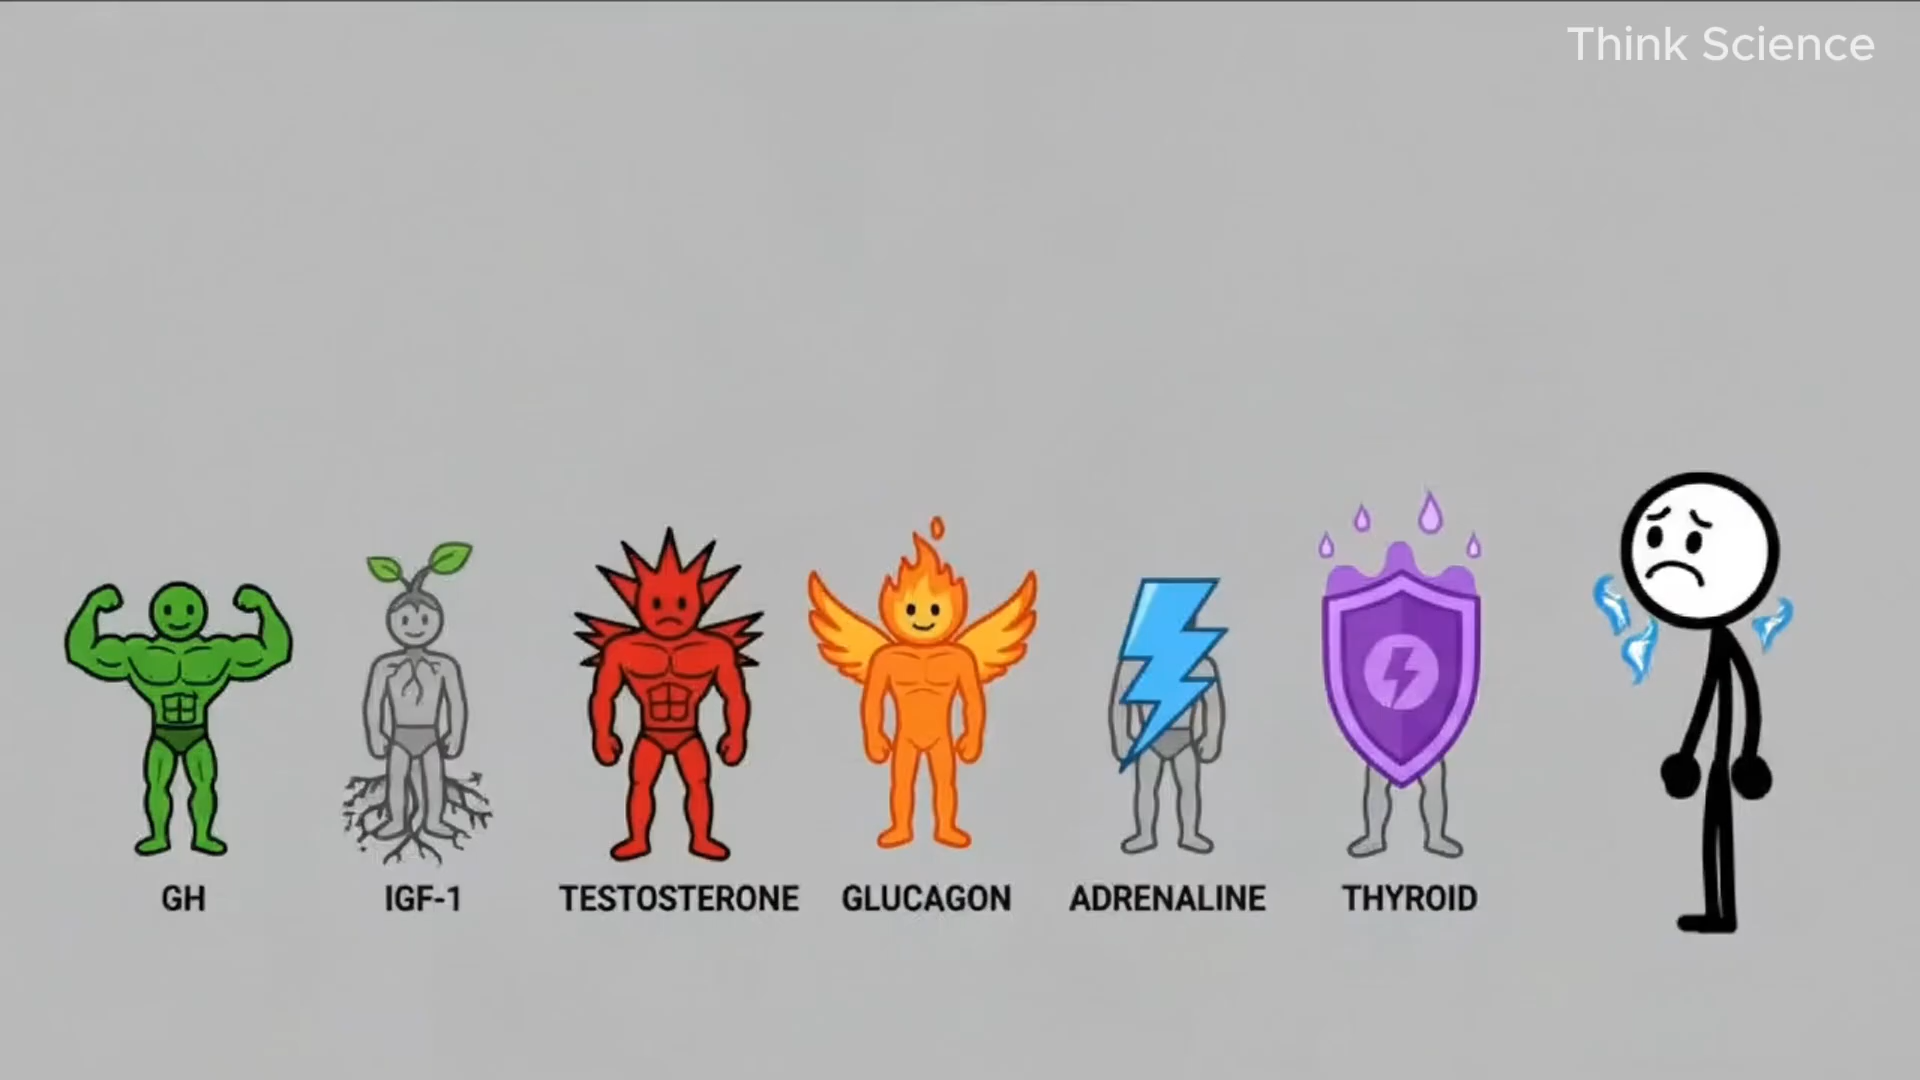 Think Science
GH
IGF-1
TESTOSTERONE
GLUCAGON
ADRENALINE
THYROID